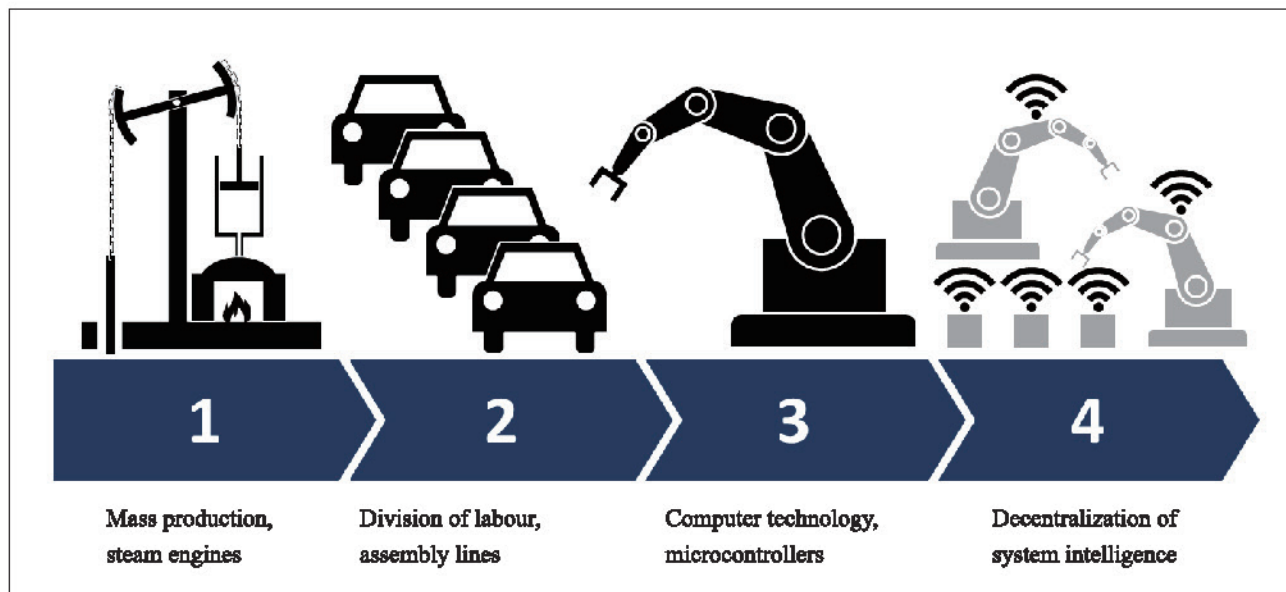 1
2
3
4
Mass production,
steam engines
Division of labour,
assembly lines
Computer technology,
microcontrollers
Decentralization of
system intelligence